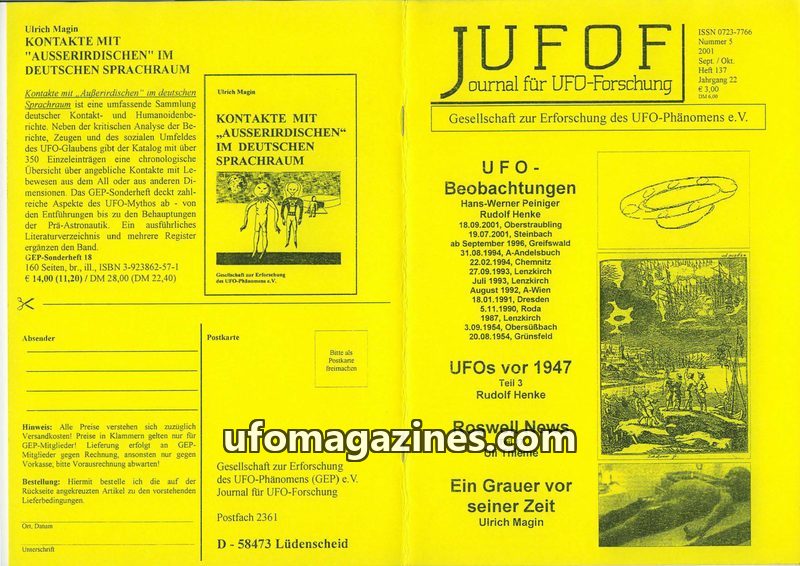 Ulrich Magin
KONTAKTE MIT
"AUSSERIRDISCHEN" IM
DEUTSCHEN SPRACHRAUM
Kontakte mit „Außerirdischen" im deutschen
Sprachraum ist eine umfassende Sammlung
deutscher Kontakt- und Humanoidenbe-
richte. Neben der kritischen Analyse der Be-
richte, Zeugen und des sozialen Umfeldes
des UFO-Glaubens gibt der Katalog mit über
350 Einzeleinträgen eine chronologische
Übersicht über angebliche Kontakte mit Le-
bewesen aus dem All oder aus anderen Di-
mensionen. Das GEP-Sonderheft deckt zahl-
reiche Aspekte des UFO-Mythos ab - von
den Entführungen bis zu den Behauptungen
der Prä-Astronautik. Ein ausführliches
Literaturverzeichnis und mehrere Register
ergänzen den Band.
GEP-Sonderheft 18
160 Seiten, br., ill., ISBN 3-923862-57-1
€ 14,00 (11,20) / DM 28,00 (DM 22,40)
Ulrich Magin
KONTAKTE MIT
„AUSSERIRDISCHEN“
IM DEUTSCHEN
SPRACHRAUM
Gesellschaft zur Erforschung
des UFO-Phänomens e.V.
Absender
Hinweis: Alle Preise verstehen sich zuzüglich
Versandkosten! Preise in Klammern gelten nur für
GEP-Mitglieder! Lieferung erfolgt an GEP-
Mitglieder gegen Rechnung, ansonsten nur gegen
Vorkasse, bitte Vorausrechnung abwarten!
Bestellung: Hiermit bestelle ich die auf der
Rückseite angekreuzten Artikel zu den vorstehenden
Lieferbedingungen.
Ort, Datum
Unterschrift
Postkarte
Bitte als
Postkarte
freimachen
Gesellschaft zur Erforschung
des UFO-Phänomens (GEP) e.V.
Journal für UFO-Forschung
Postfach 2361
D - 58473 Lüdenscheid
JUFOF
Journal für UFO-Forschung
ISSN 0723-7766
Nummer 5
2001
Sept. / Okt.
Heft 137
Jahrgang 22
€ 3,00
DM 6,00
Gesellschaft zur Erforschung des UFO-Phänomens e.V.
UFO-
Beobachtungen
Hans-Werner Peiniger
Rudolf Henke
18.09.2001, Oberstraubling
19.07.2001, Steinbach
ab September 1996, Greifswald
31.08.1994, A-Andelsbuch
22.02.1994, Chemnitz
27.09.1993, Lenzkirch
Juli 1993, Lenzkirch
August 1992, A-Wien
18.01.1991, Dresden
5.11.1990, Roda
1987, Lenzkirch
3.09.1954, Obersüßbach
20.08.1954, Grünsfeld
UFOs vor 1947
Teil 3
Rudolf Henke
Roswell News
Thieme
Ein Grauer vor
seiner Zeit
Ulrich Magin
ufomagazines.com